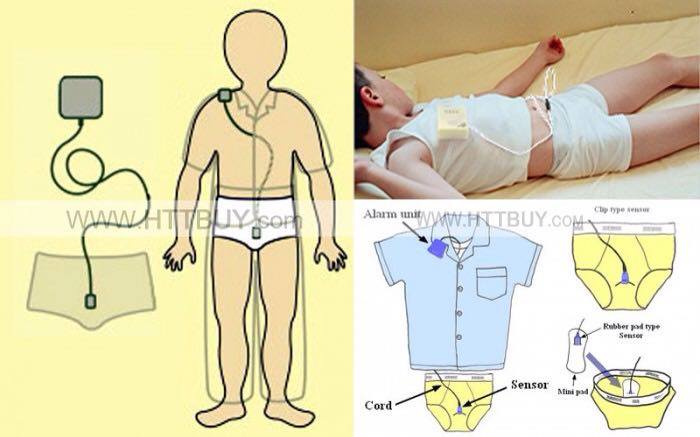 WWW.HTTBUY.com
WWW.HTTBUY.COM
Alarm unit
Clip type sensor
Rubber pad type
Sensor
Mini pad
Sensor
Cord